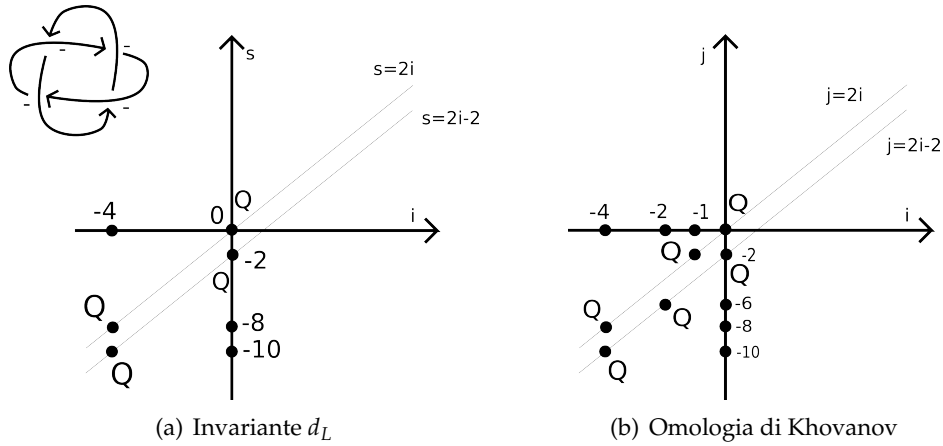 -
-
-
-
s
s=2i
s=2i-2
Q
-4
0
i
-2
Q
Q
-8
-10
Q
(a) Invariante d_L
j
j=2i
j=2i-2
Q
-4
-2
-1
i
Q
-2
Q
-6
Q
Q
-8
-10
Q
(b) Omologia di Khovanov